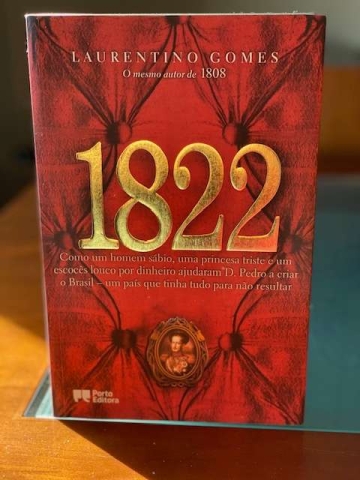 LAURENTINO GOMES
O mesmo autor de 1808
1822
Como um homem sábio, uma princesa triste e um
escocês louco por dinheiro ajudaram D. Pedro a criar
o Brasil – um país que tinha tudo para não resultar
Porto
Editora